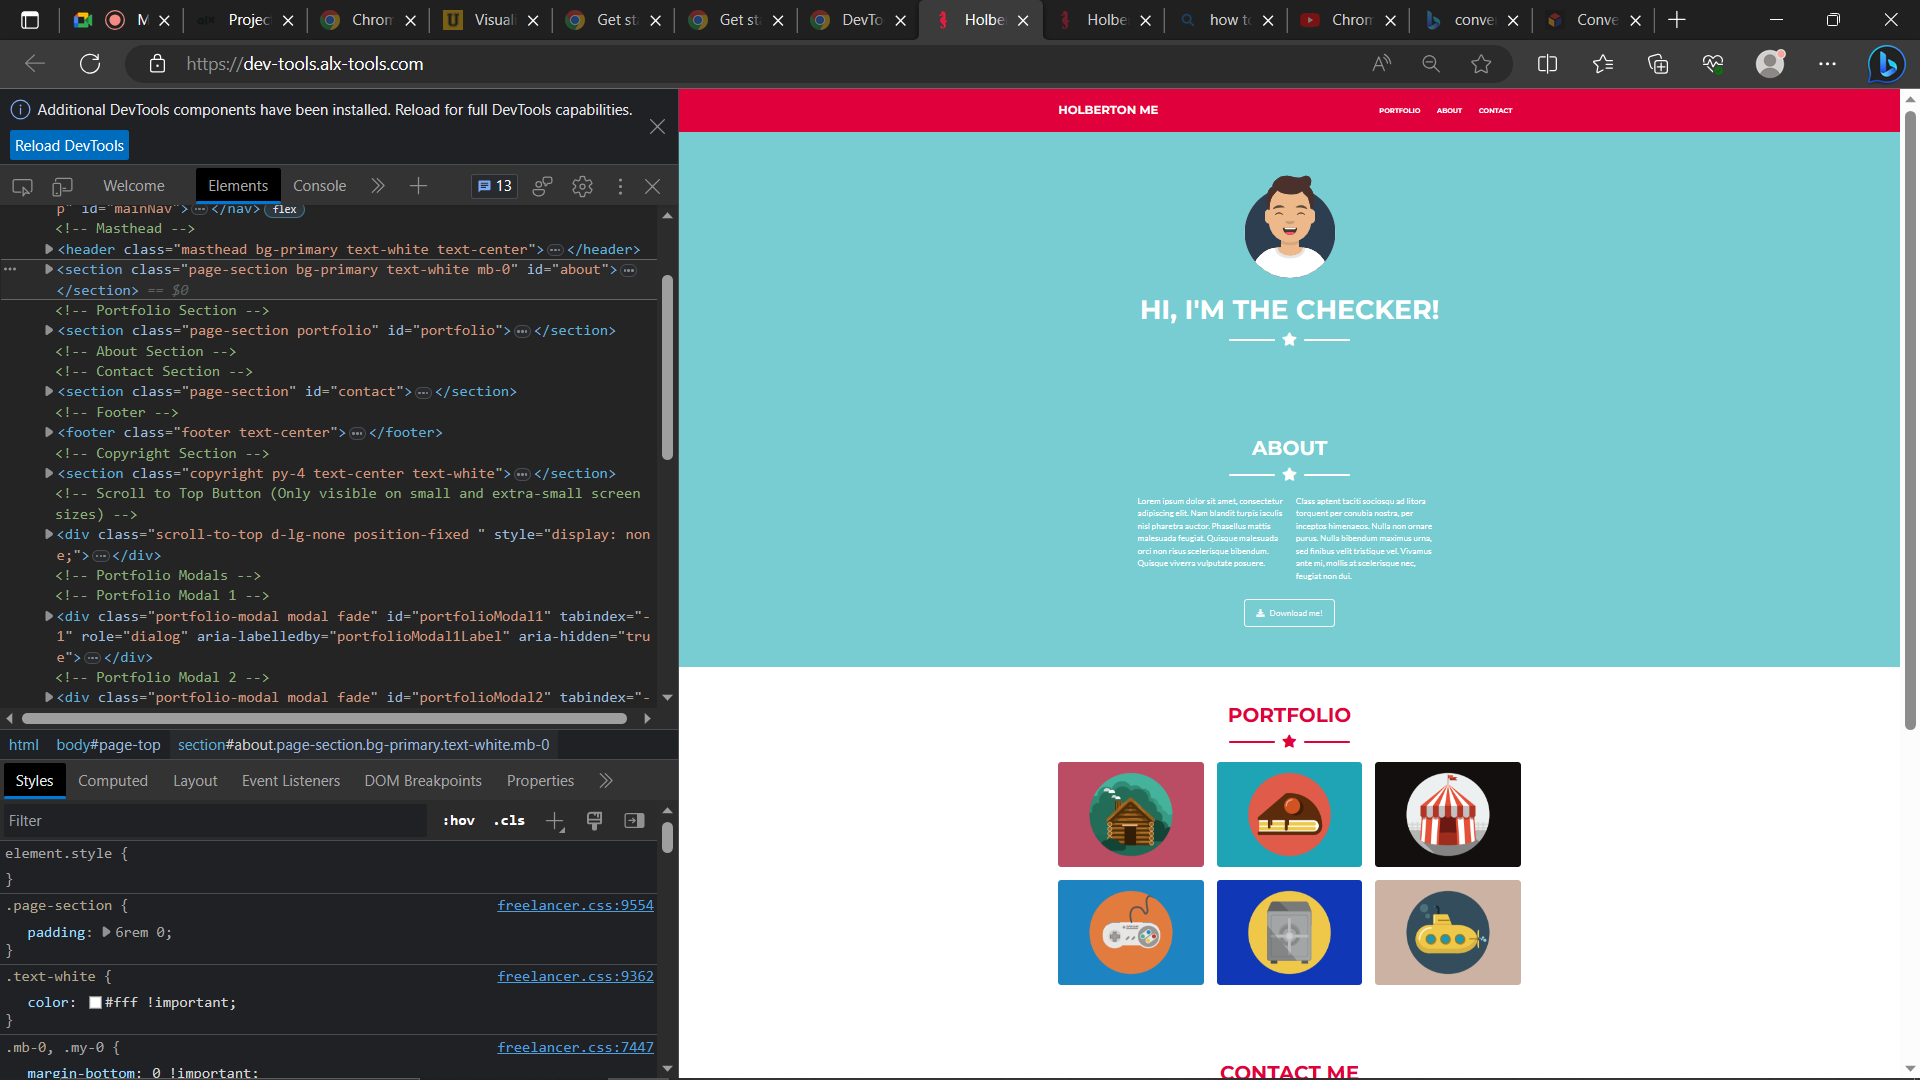 M
Projec
Chrom
Visuali
Get sta
Get sta
DevTo
Holber
Holber
how to
Chrom
conver
Conve
https://dev-tools.alx-tools.com
Additional DevTools components have been installed. Reload for full DevTools capabilities.
Reload DevTools
Welcome
Elements
Console
13
p" id="mainNav">…</nav> flex
<!-- Masthead -->
<header class="masthead bg-primary text-white text-center">…</header>
<section class="page-section bg-primary text-white mb-0" id="about">…
</section> == $0
<!-- Portfolio Section -->
<section class="page-section portfolio" id="portfolio">…</section>
<!-- About Section -->
<!-- Contact Section -->
<section class="page-section" id="contact">…</section>
<!-- Footer -->
<footer class="footer text-center">…</footer>
<!-- Copyright Section -->
<section class="copyright py-4 text-center text-white">…</section>
<!-- Scroll to Top Button (Only visible on small and extra-small screen
sizes) -->
<div class="scroll-to-top d-lg-none position-fixed " style="display: non
e;">…</div>
<!-- Portfolio Modals -->
<!-- Portfolio Modal 1 -->
<div class="portfolio-modal modal fade" id="portfolioModal1" tabindex="-
1" role="dialog" aria-labelledby="portfolioModal1Label" aria-hidden="tru
e">…</div>
<!-- Portfolio Modal 2 -->
<div class="portfolio-modal modal fade" id="portfolioModal2" tabindex="-
html body#page-top section#about.page-section.bg-primary.text-white.mb-0
Styles Computed Layout Event Listeners DOM Breakpoints Properties
Filter
:hov .cls
element.style {
}
.page-section {
freelancer.css:9554
padding: 6rem 0;
}
.text-white {
freelancer.css:9362
color: #fff !important;
}
.mb-0, .my-0 {
freelancer.css:7447
margin-bottom: 0 !important;
HOLBERTON ME
PORTFOLIO
ABOUT
CONTACT
HI, I'M THE CHECKER!
ABOUT
Lorem ipsum dolor sit amet, consectetur
adipiscing elit. Nam blandit turpis iaculis
nisl pharetra auctor. Phasellus mattis
malesuada feugiat. Quisque malesuada
orci non risus scelerisque bibendum.
Quisque viverra vulputate posuere.
Class aptent taciti sociosqu ad litora
torquent per conubia nostra, per
inceptos himenaeos. Nulla non ornare
purus. Nulla bibendum maximus urna,
sed finibus velit tristique vel. Vivamus
ante mi, mollis at scelerisque nec,
feugiat non dui.
Download me!
PORTFOLIO
CONTACT ME